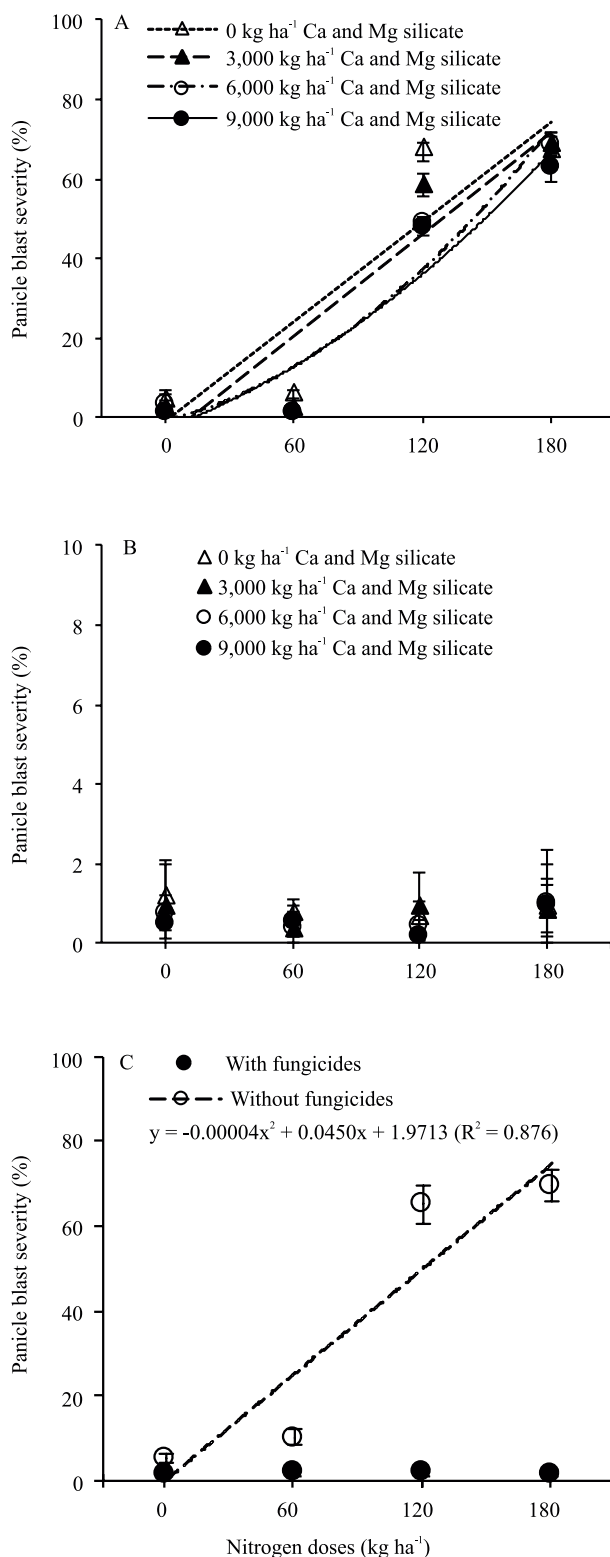 A
0 kg ha⁻¹ Ca and Mg silicate
3,000 kg ha⁻¹ Ca and Mg silicate
6,000 kg ha⁻¹ Ca and Mg silicate
9,000 kg ha⁻¹ Ca and Mg silicate
Panicle blast severity (%)
100
80
60
40
20
0
0 60 120 180
B
0 kg ha⁻¹ Ca and Mg silicate
3,000 kg ha⁻¹ Ca and Mg silicate
6,000 kg ha⁻¹ Ca and Mg silicate
9,000 kg ha⁻¹ Ca and Mg silicate
Panicle blast severity (%)
10
8
6
4
2
0
0 60 120 180
C
With fungicides
Without fungicides
y = -0.00004x² + 0.0450x + 1.9713 (R² = 0.876)
Panicle blast severity (%)
100
80
60
40
20
0
0 60 120 180
Nitrogen doses (kg ha⁻¹)